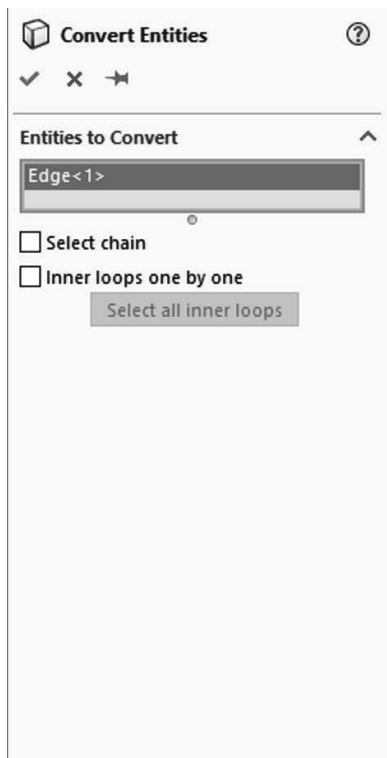 Convert Entities
Entities to Convert
Edge<1>
Select chain
Inner loops one by one
Select all inner loops